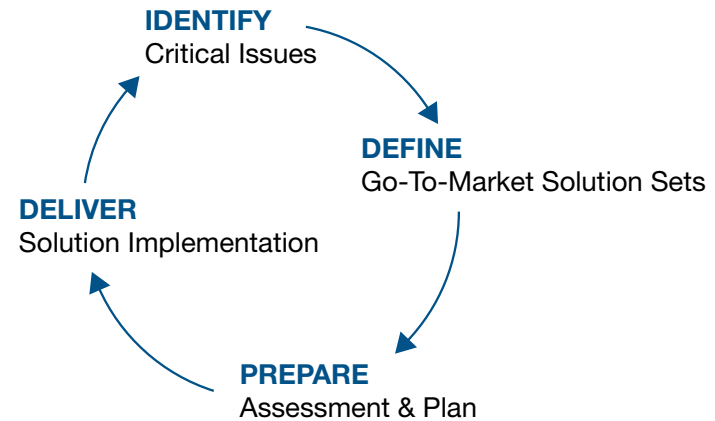 IDENTIFY
Critical Issues
DEFINE
Go-To-Market Solution Sets
DELIVER
Solution Implementation
PREPARE
Assessment & Plan